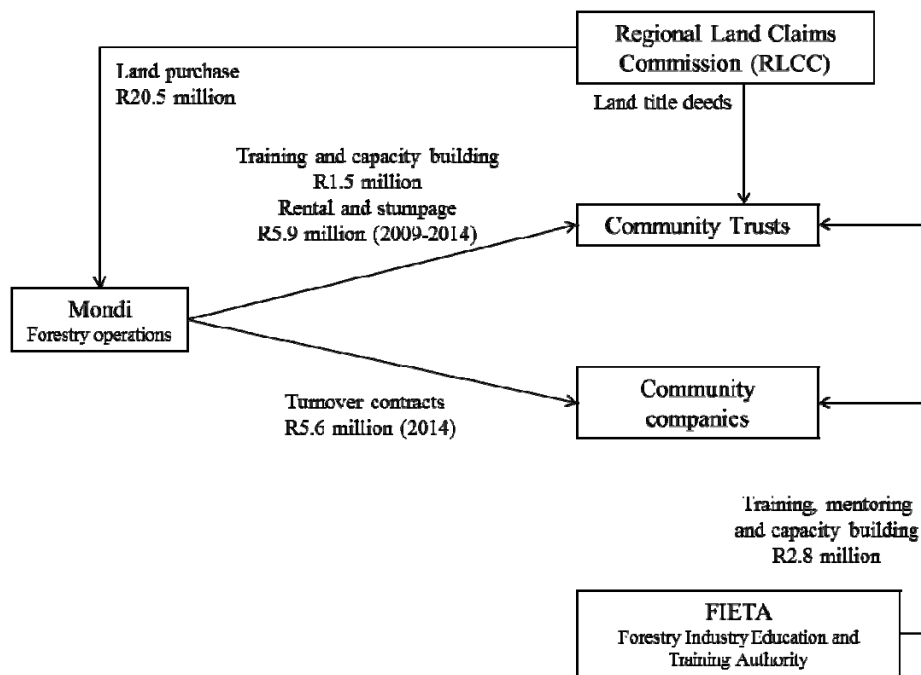 Regional Land Claims
Commission (RLCC)
Land purchase
R20.5 million
Land title deeds
Training and capacity building
R1.5 million
Rental and stumpage
R5.9 million (2009-2014)
Community Trusts
Mondi
Forestry operations
Community
companies
Turnover contracts
R5.6 million (2014)
Training, mentoring
and capacity building
R2.8 million
FIETA
Forestry Industry Education and
Training Authority